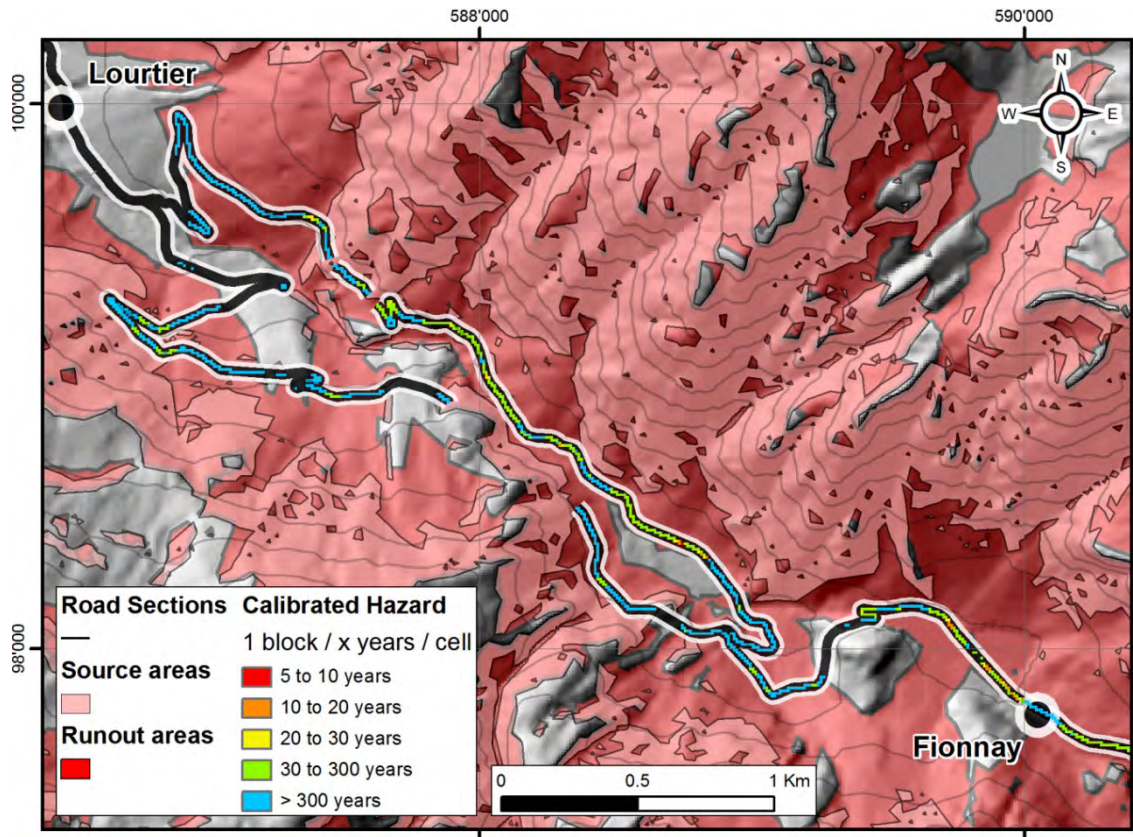 588'000 590'000
100'000
98'000
Lourtier
N
W E
S
Fionnay
Road Sections
Source areas
Runout areas
Calibrated Hazard
1 block / x years / cell
5 to 10 years
10 to 20 years
20 to 30 years
30 to 300 years
> 300 years
0 0.5 1 Km